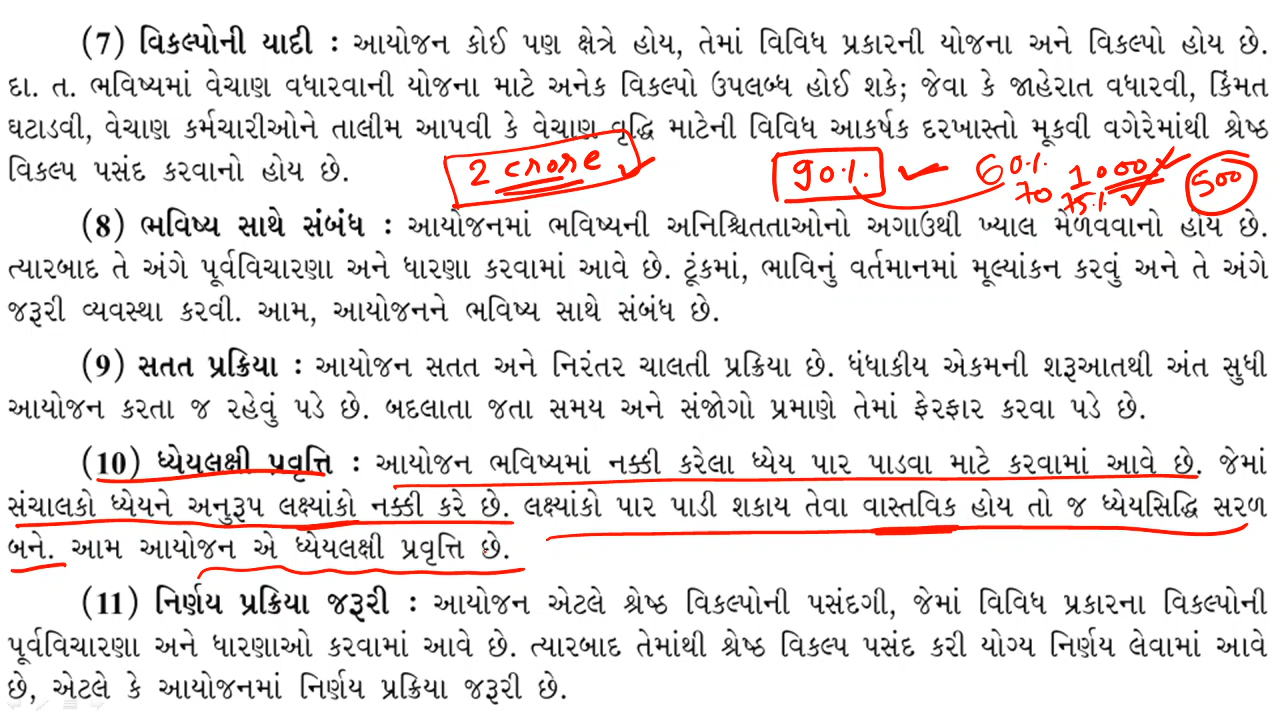 (7) વિકલ્પોની યાદી : આયોજન કોઈ પણ ક્ષેત્રે હોય, તેમાં વિવિધ પ્રકારની યોજના અને વિકલ્પો હોય છે.
દા. ત. ભવિષ્યમાં વેચાણ વધારવાની યોજના માટે અનેક વિકલ્પો ઉપલબ્ધ હોઈ શકે; જેવા કે જાહેરાત વધારવી, કિંમત
ઘટાડવી, વેચાણ કર્મચારીઓને તાલીમ આપવી કે વેચાણ વૃદ્ધિ માટેની વિવિધ આકર્ષક દરખાસ્તો મૂકવી વગેરેમાંથી શ્રેષ્ઠ
વિકલ્પ પસંદ કરવાનો હોય છે.
2 crore 90% 60% 1000 500
70 75%
(8) ભવિષ્ય સાથે સંબંધ : આયોજનમાં ભવિષ્યની અનિશ્ચિતતાઓનો અગાઉથી ખ્યાલ મેળવવાનો હોય છે.
ત્યારબાદ તે અંગે પૂર્વવિચારણા અને ધારણા કરવામાં આવે છે. ટૂંકમાં, ભાવિનું વર્તમાનમાં મૂલ્યાંકન કરવું અને તે અંગે
જરૂરી વ્યવસ્થા કરવી. આમ, આયોજનને ભવિષ્ય સાથે સંબંધ છે.
(9) સતત પ્રક્રિયા : આયોજન સતત અને નિરંતર ચાલતી પ્રક્રિયા છે. ધંધાકીય એકમની શરૂઆતથી અંત સુધી
આયોજન કરતા જ રહેવું પડે છે. બદલાતા જતા સમય અને સંજોગો પ્રમાણે તેમાં ફેરફાર કરવા પડે છે.
(10) ધ્યેયલક્ષી પ્રવૃત્તિ : આયોજન ભવિષ્યમાં નક્કી કરેલા ધ્યેય પાર પાડવા માટે કરવામાં આવે છે. જેમાં
સંચાલકો ધ્યેયને અનુરૂપ લક્ષ્યાંકો નક્કી કરે છે. લક્ષ્યાંકો પાર પાડી શકાય તેવા વાસ્તવિક હોય તો જ ધ્યેયસિદ્ધિ સરળ
બને. આમ આયોજન એ ધ્યેયલક્ષી પ્રવૃત્તિ છે.
(11) નિર્ણય પ્રક્રિયા જરૂરી : આયોજન એટલે શ્રેષ્ઠ વિકલ્પોની પસંદગી, જેમાં વિવિધ પ્રકારના વિકલ્પોની
પૂર્વવિચારણા અને ધારણાઓ કરવામાં આવે છે. ત્યારબાદ તેમાંથી શ્રેષ્ઠ વિકલ્પ પસંદ કરી યોગ્ય નિર્ણય લેવામાં આવે
છે, એટલે કે આયોજનમાં નિર્ણય પ્રક્રિયા જરૂરી છે.